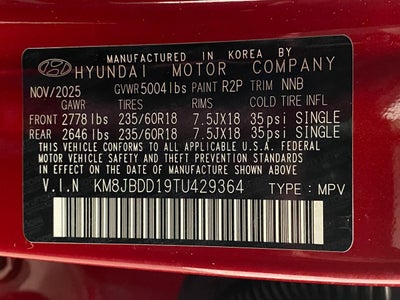 MANUFACTURED IN KOREA BY
HYUNDAI MOTOR COMPANY
NOV/2025 GVWR 5004lbs PAINT R2P TRIM NNB
GAWR TIRES RIMS COLD TIRE INFL
FRONT 2778 lbs 235/60R18 7.5JX18 35psi SINGLE
REAR 2646 lbs 235/60R18 7.5JX18 35psi SINGLE
THIS VEHICLE CONFORMS TO ALL APPLICABLE U.S.A. FEDERAL
MOTOR VEHICLE SAFETY, BUMPER, AND THEFT PREVENTION STANDARDS
IN EFFECT ON THE DATE OF MANUFACTURE SHOWN ABOVE.
V.I.N KM8JBDD19TU429364 TYPE : MPV